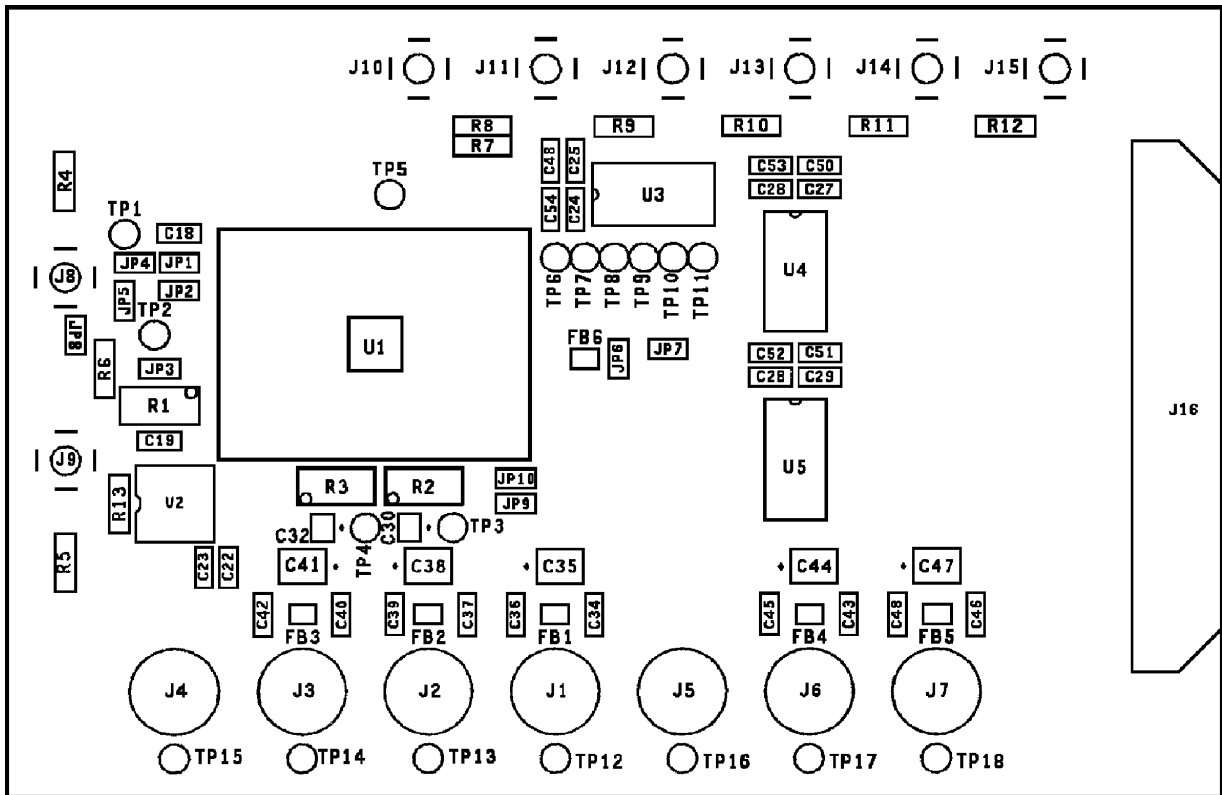 J10 J11 J12 J13 J14 J15
R8 R9 R10 R11 R12
R7
R4 TP5 C48 C25 C53 C50
C54 C24 U3 C28 C27
TP1 C18
J8 JP4 JP1 U4
JP5 JP2 TP6 TP7 TP8 TP9 TP10 TP11
TP2
JP8 U1 FB6 JP6 JP7 C52 C51
R6 JP3 C28 C29
R1 J16
C19
J9 U5
R13 U2 R3 R2 JP10
JP9
C32 TP4 C30 TP3
R5 C23 C22 C41 C38 C35 C44 C47
C42 C40 C39 C37 C36 C34 C45 C43 C48 C46
FB3 FB2 FB1 FB4 FB5
J4 J3 J2 J1 J5 J6 J7
TP15 TP14 TP13 TP12 TP16 TP17 TP18